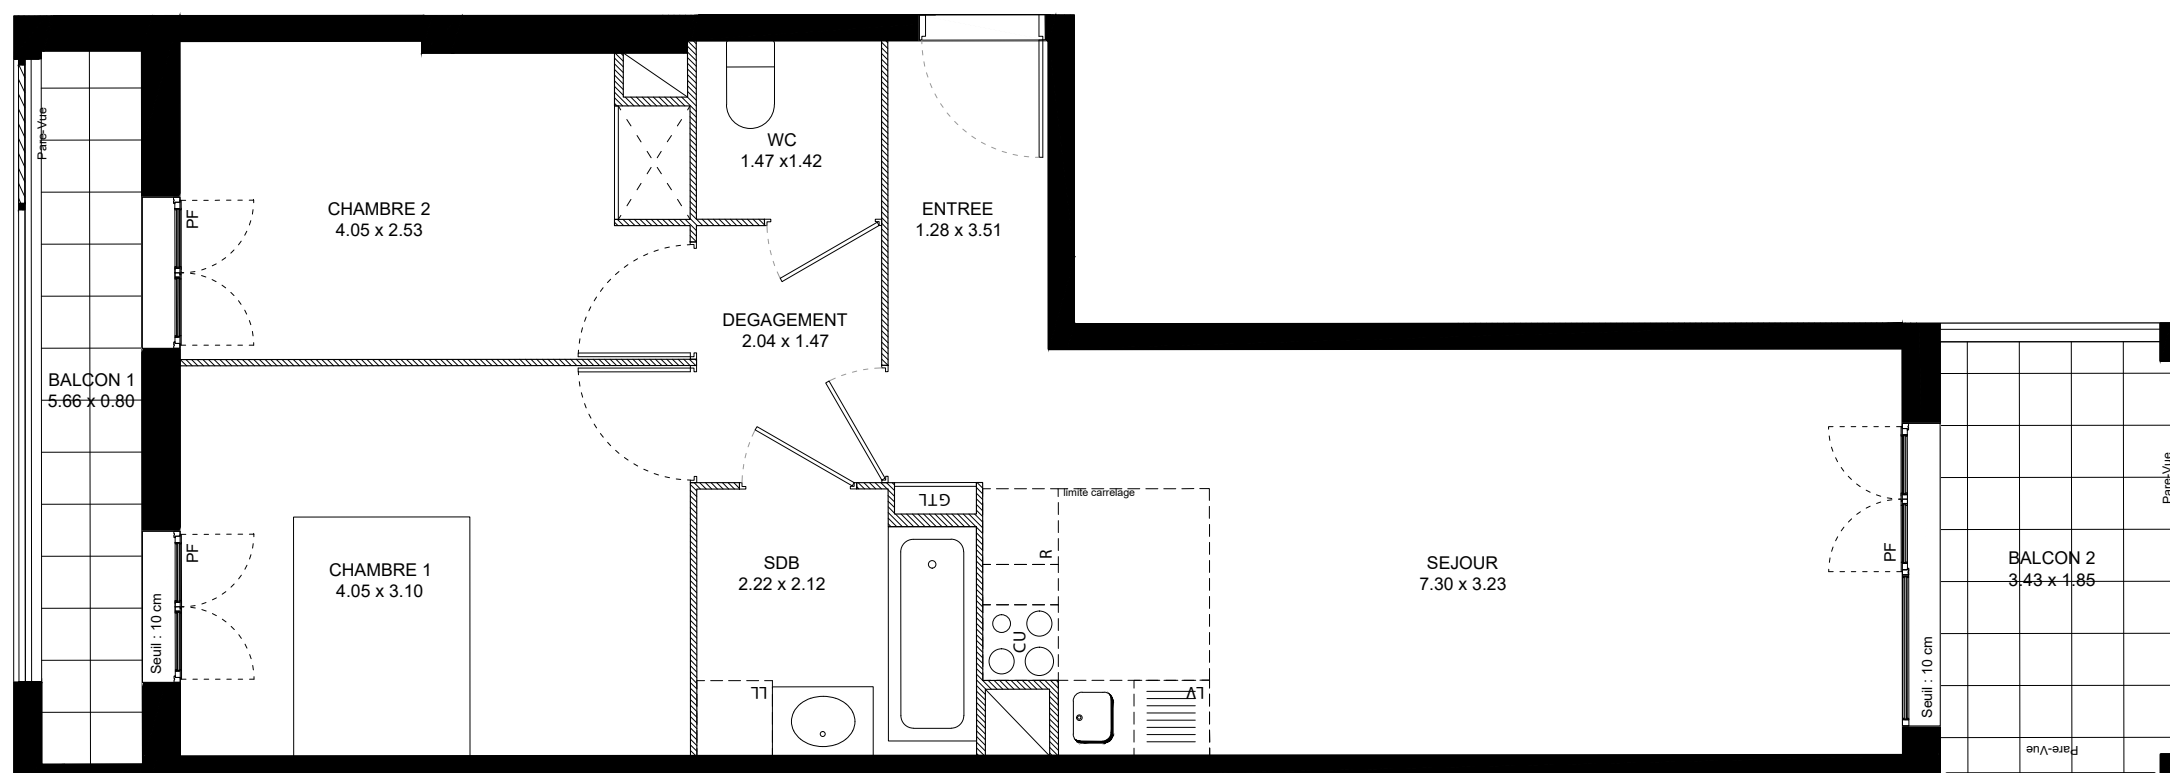 Pare-Vue
CHAMBRE 2
4.05 x 2.53
PF
WC
1.47 x1.42
ENTREE
1.28 x 3.51
DEGAGEMENT
2.04 x 1.47
BALCON 1
5.66 x 0.80
CHAMBRE 1
4.05 x 3.10
PF
Seuil : 10 cm
SDB
2.22 x 2.12
LL
GTL
limite carrelage
R
CU
LV
SEJOUR
7.30 x 3.23
PF
Seuil : 10 cm
BALCON 2
3.43 x 1.85
Pare-Vue
Pare-Vue